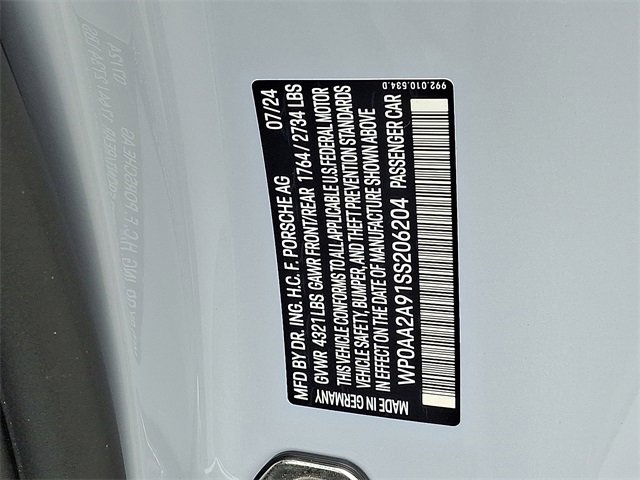 MFD BY DR. ING. H.C. F. PORSCHE AG 07/24
GVWR 4321 LBS GAWR FRONT/REAR 1764 / 2734 LBS
THIS VEHICLE CONFORMS TO ALL APPLICABLE U.S. FEDERAL MOTOR
VEHICLE SAFETY, BUMPER, AND THEFT PREVENTION STANDARDS
IN EFFECT ON THE DATE OF MANUFACTURE SHOWN ABOVE
WP0AA2A91SS206204 PASSENGER CAR
MADE IN GERMANY
992.010.534.D